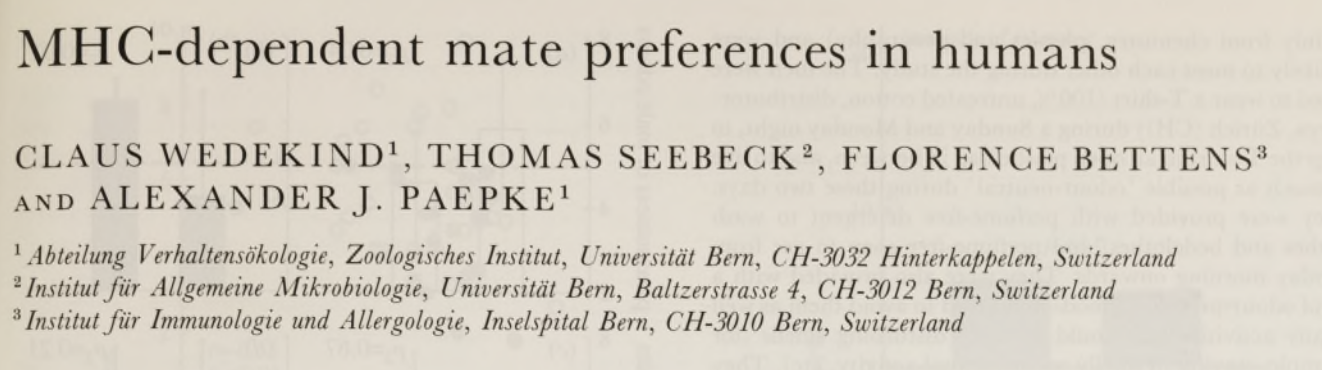 MHC-dependent mate preferences in humans
CLAUS WEDEKIND¹, THOMAS SEEBECK², FLORENCE BETTENS³
AND ALEXANDER J. PAEPKE¹
¹ Abteilung Verhaltensökologie, Zoologisches Institut, Universität Bern, CH-3032 Hinterkappelen, Switzerland
² Institut für Allgemeine Mikrobiologie, Universität Bern, Baltzerstrasse 4, CH-3012 Bern, Switzerland
³ Institut für Immunologie und Allergologie, Inselspital Bern, CH-3010 Bern, Switzerland